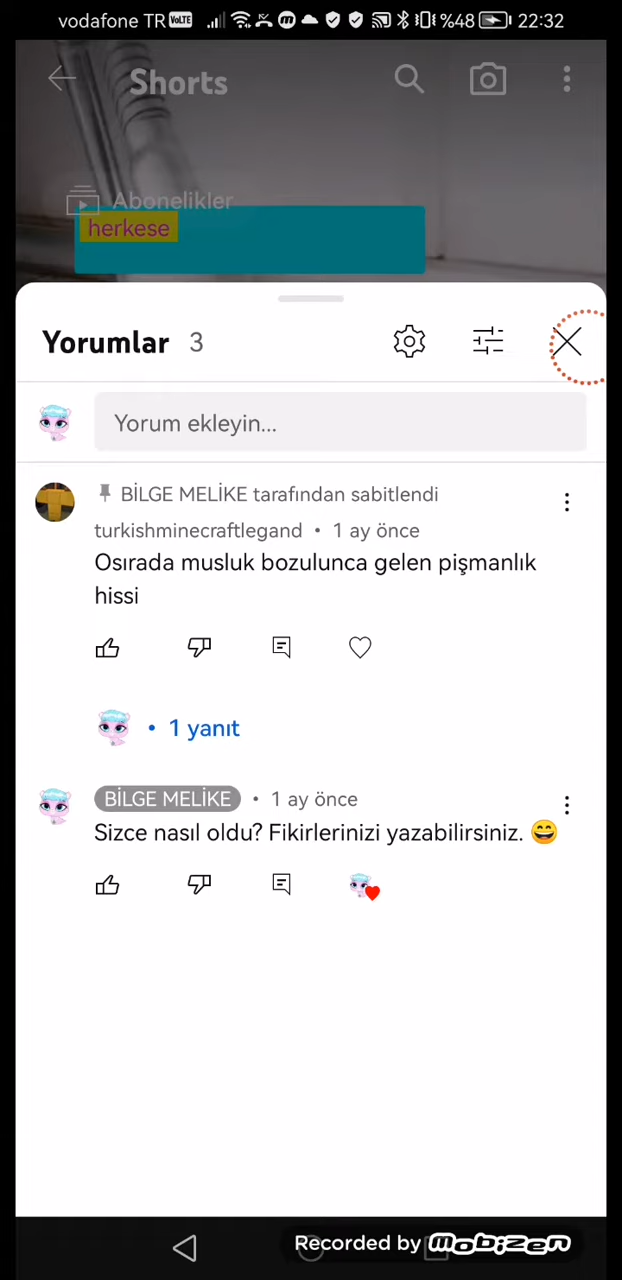 vodafone TR VoLTE %48 22:32
Shorts
Abonelikler
herkese
Yorumlar 3
Yorum ekleyin...
BİLGE MELİKE tarafından sabitlendi
turkishminecraftlegand • 1 ay önce
Osırada musluk bozulunca gelen pişmanlık
hissi
• 1 yanıt
BİLGE MELİKE • 1 ay önce
Sizce nasıl oldu? Fikirlerinizi yazabilirsiniz. 😄
Recorded by mobizen